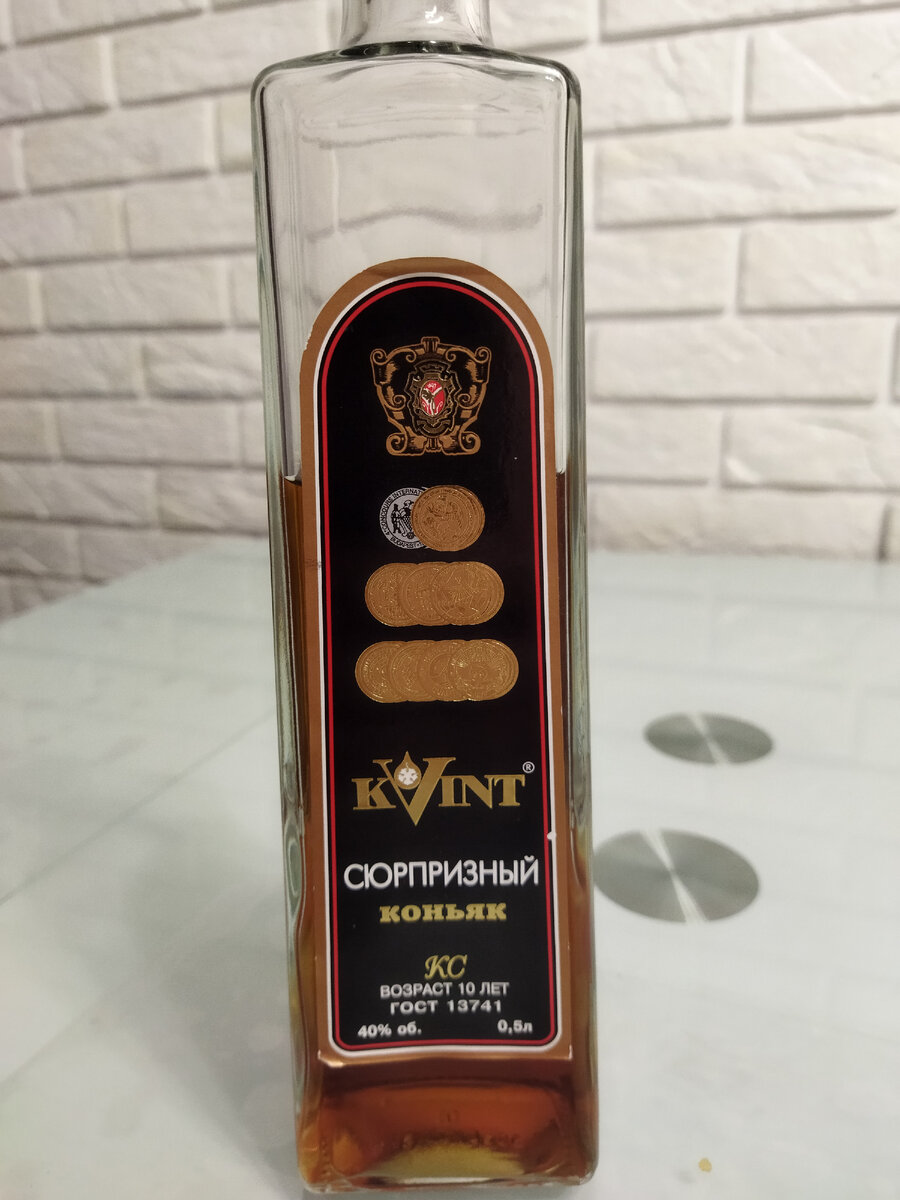 KVINT®
СЮРПРИЗНЫЙ
КОНЬЯК
КС
ВОЗРАСТ 10 ЛЕТ
ГОСТ 13741
40% об. 0,5л